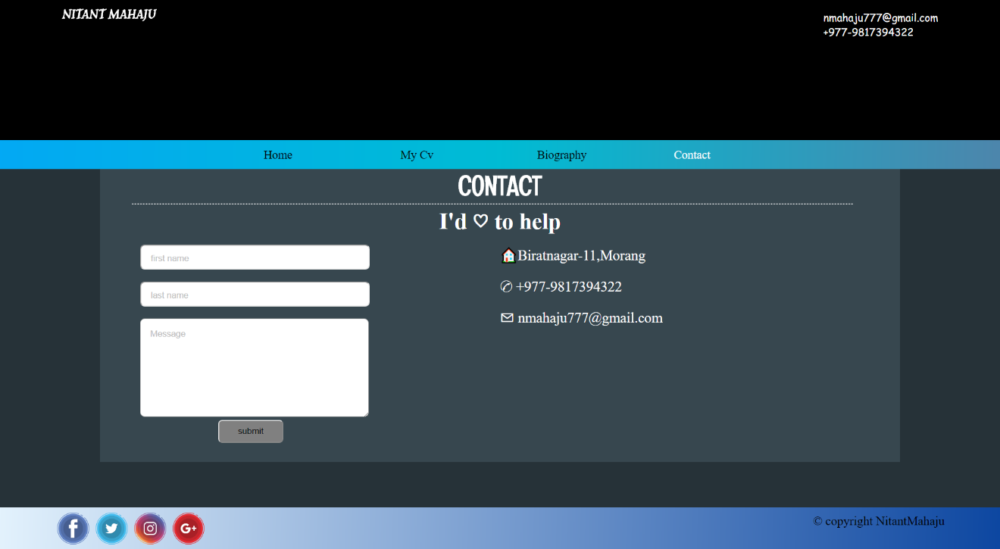 NITANT MAHAJU
nmahaju777@gmail.com
+977-9817394322
Home My Cv Biography Contact
CONTACT
I'd ♡ to help
first name
last name
Message
submit
🏠Biratnagar-11,Morang
✆ +977-9817394322
🖂 nmahaju777@gmail.com
f
G+
© copyright NitantMahaju